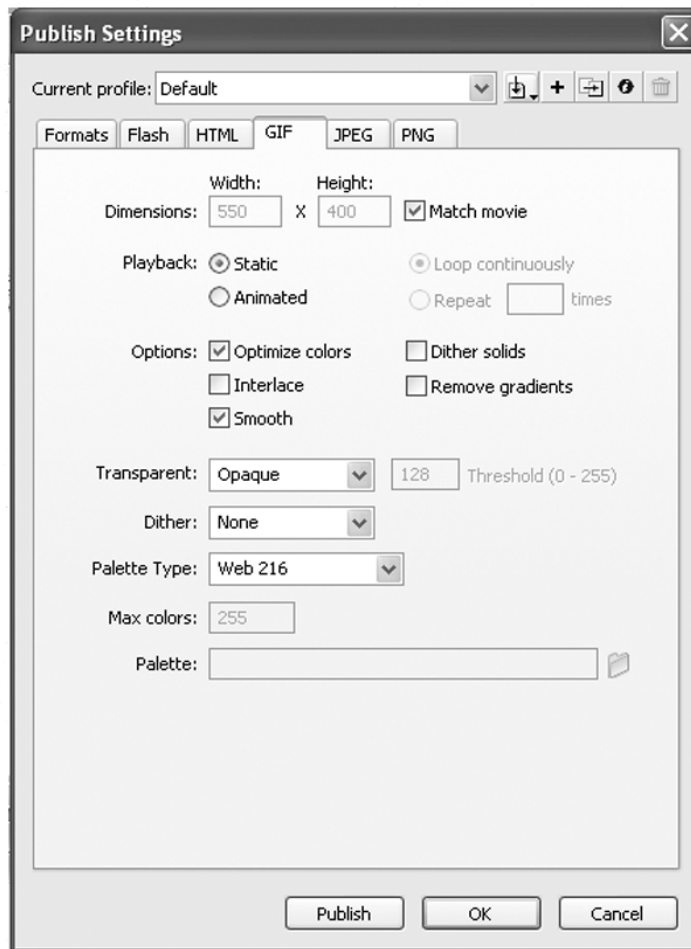 Publish Settings
Current profile: Default
Formats Flash HTML GIF JPEG PNG
Width: Height:
Dimensions: 550 X 400 Match movie
Playback: Static Loop continuously
Animated Repeat times
Options: Optimize colors Dither solids
Interlace Remove gradients
Smooth
Transparent: Opaque 128 Threshold (0 - 255)
Dither: None
Palette Type: Web 216
Max colors: 255
Palette:
Publish OK Cancel